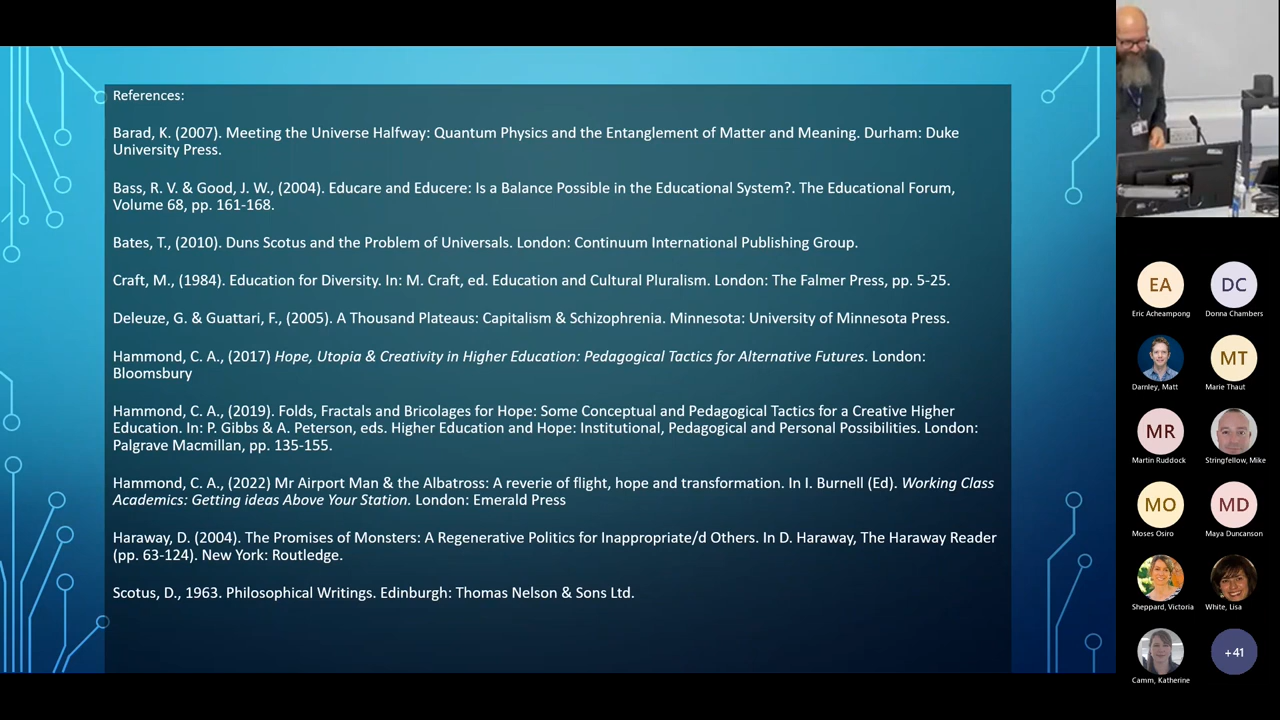 References:
Barad, K. (2007). Meeting the Universe Halfway: Quantum Physics and the Entanglement of Matter and Meaning. Durham: Duke
University Press.
Bass, R. V. & Good, J. W., (2004). Educare and Educere: Is a Balance Possible in the Educational System?. The Educational Forum,
Volume 68, pp. 161-168.
Bates, T., (2010). Duns Scotus and the Problem of Universals. London: Continuum International Publishing Group.
Craft, M., (1984). Education for Diversity. In: M. Craft, ed. Education and Cultural Pluralism. London: The Falmer Press, pp. 5-25.
Deleuze, G. & Guattari, F., (2005). A Thousand Plateaus: Capitalism & Schizophrenia. Minnesota: University of Minnesota Press.
Hammond, C. A., (2017) Hope, Utopia & Creativity in Higher Education: Pedagogical Tactics for Alternative Futures. London:
Bloomsbury
Hammond, C. A., (2019). Folds, Fractals and Bricolages for Hope: Some Conceptual and Pedagogical Tactics for a Creative Higher
Education. In: P. Gibbs & A. Peterson, eds. Higher Education and Hope: Institutional, Pedagogical and Personal Possibilities. London:
Palgrave Macmillan, pp. 135-155.
Hammond, C. A., (2022) Mr Airport Man & the Albatross: A reverie of flight, hope and transformation. In I. Burnell (Ed). Working Class
Academics: Getting ideas Above Your Station. London: Emerald Press
Haraway, D. (2004). The Promises of Monsters: A Regenerative Politics for Inappropriate/d Others. In D. Haraway, The Haraway Reader
(pp. 63-124). New York: Routledge.
Scotus, D., 1963. Philosophical Writings. Edinburgh: Thomas Nelson & Sons Ltd.
EA DC
Eric Acheampong Donna Chambers
MT
Darnley, Matt Marie Thaut
MR
Martin Ruddock Stringfellow, Mike
MO MD
Moses Osiro Maya Duncanson
Sheppard, Victoria White, Lisa
+41
Camm, Katherine